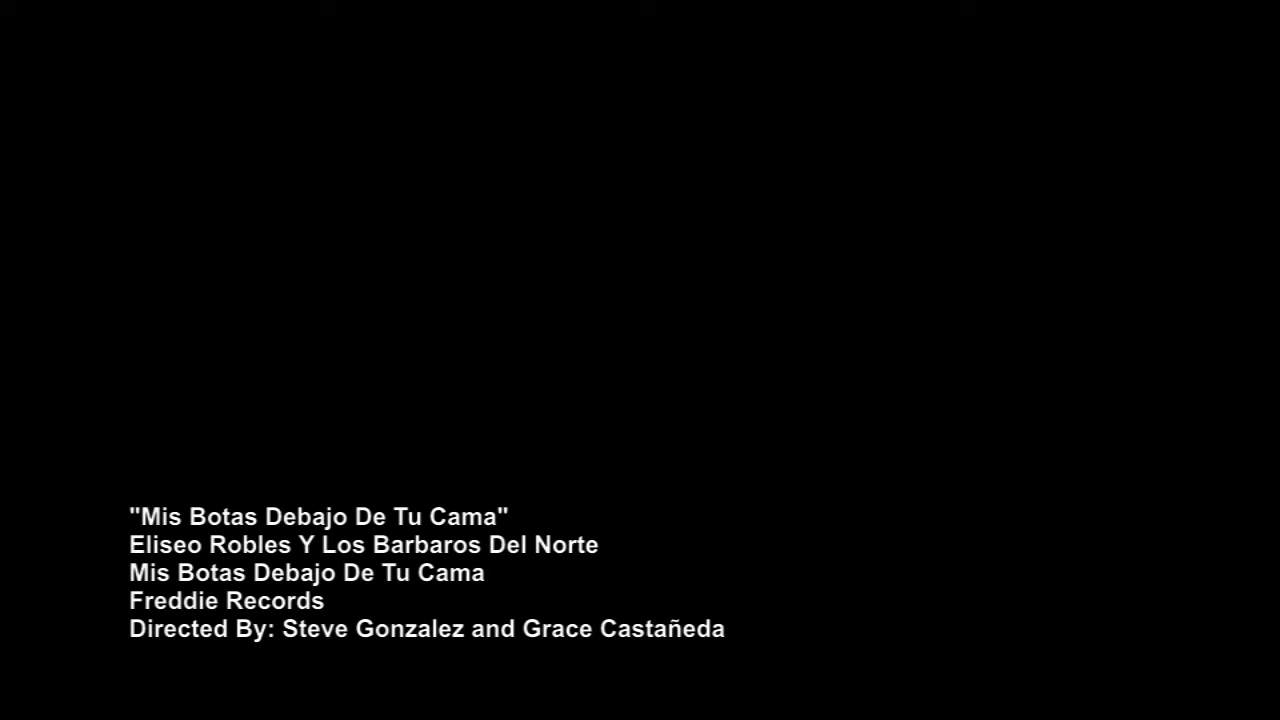 "Mis Botas Debajo De Tu Cama"
Eliseo Robles Y Los Barbaros Del Norte
Mis Botas Debajo De Tu Cama
Freddie Records
Directed By: Steve Gonzalez and Grace Castañeda